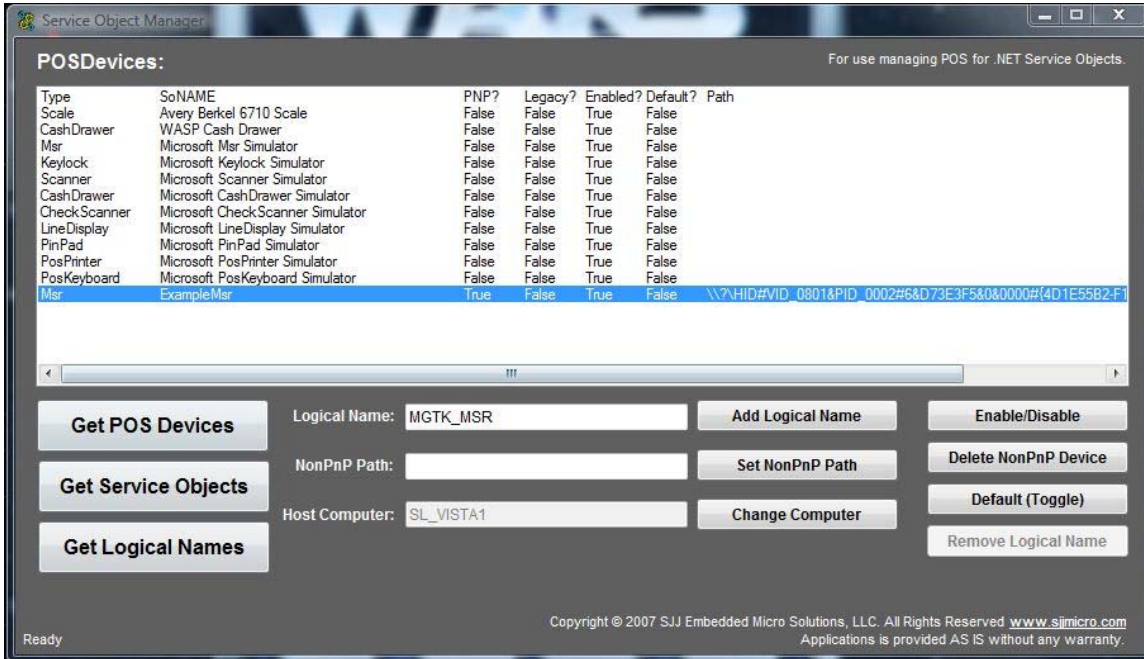 Service Object Manager
POSDevices:
For use managing POS for .NET Service Objects.
Type SoNAME PNP? Legacy? Enabled? Default? Path
Scale Avery Berkel 6710 Scale False False True False
CashDrawer WASP Cash Drawer False False True False
Msr Microsoft Msr Simulator False False True False
Keylock Microsoft Keylock Simulator False False True False
Scanner Microsoft Scanner Simulator False False True False
CashDrawer Microsoft CashDrawer Simulator False False True False
CheckScanner Microsoft CheckScanner Simulator False False True False
LineDisplay Microsoft LineDisplay Simulator False False True False
PinPad Microsoft PinPad Simulator False False True False
PosPrinter Microsoft PosPrinter Simulator False False True False
PosKeyboard Microsoft PosKeyboard Simulator False False True False
Msr ExampleMsr True False True False \\?\HID#VID_0801&PID_0002#6&D73E3F5&0&0000#{4D1E55B2-F1
Get POS Devices
Logical Name: MGTK_MSR
Add Logical Name
Enable/Disable
Get Service Objects
NonPnP Path:
Set NonPnP Path
Delete NonPnP Device
Default (Toggle)
Get Logical Names
Host Computer: SL_VISTA1
Change Computer
Remove Logical Name
Copyright © 2007 SJJ Embedded Micro Solutions, LLC. All Rights Reserved www.sjjmicro.com
Ready
Applications is provided AS IS without any warranty.